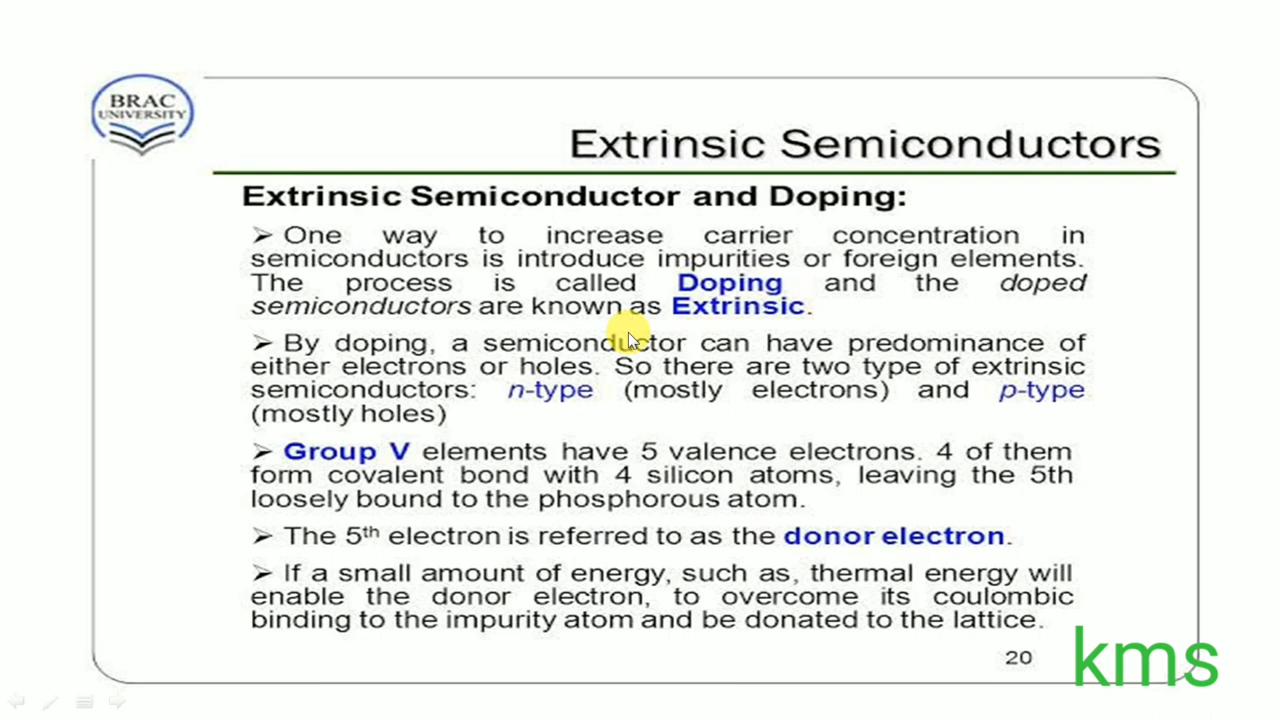 BRAC
UNIVERSITY
Extrinsic Semiconductors
Extrinsic Semiconductor and Doping:
➢ One way to increase carrier concentration in
semiconductors is introduce impurities or foreign elements.
The process is called Doping and the doped
semiconductors are known as Extrinsic.
➢ By doping, a semiconductor can have predominance of
either electrons or holes. So there are two type of extrinsic
semiconductors: n-type (mostly electrons) and p-type
(mostly holes)
➢ Group V elements have 5 valence electrons. 4 of them
form covalent bond with 4 silicon atoms, leaving the 5th
loosely bound to the phosphorous atom.
➢ The 5th electron is referred to as the donor electron.
➢ If a small amount of energy, such as, thermal energy will
enable the donor electron, to overcome its coulombic
binding to the impurity atom and be donated to the lattice.
20
kms